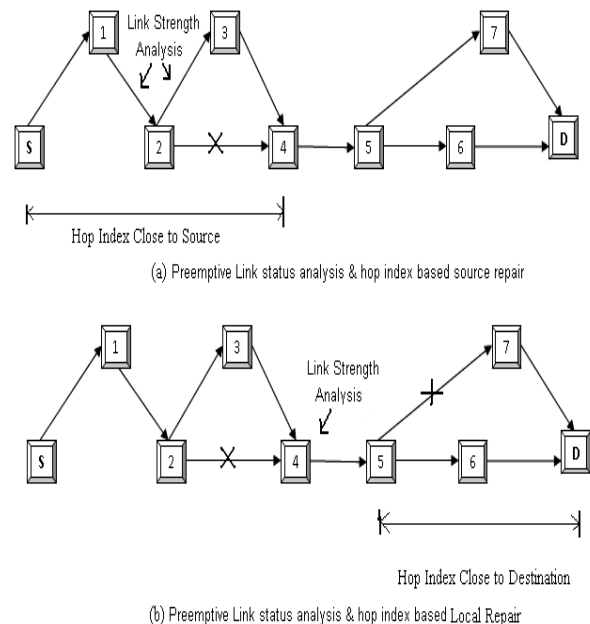 1
Link Strength
Analysis
3
7
S
2
4
5
6
D
Hop Index Close to Source
(a) Preemptive Link status analysis & hop index based source repair
1
3
Link Strength
Analysis
7
S
2
4
5
6
D
Hop Index Close to Destination
(b) Preemptive Link status analysis & hop index based Local Repair